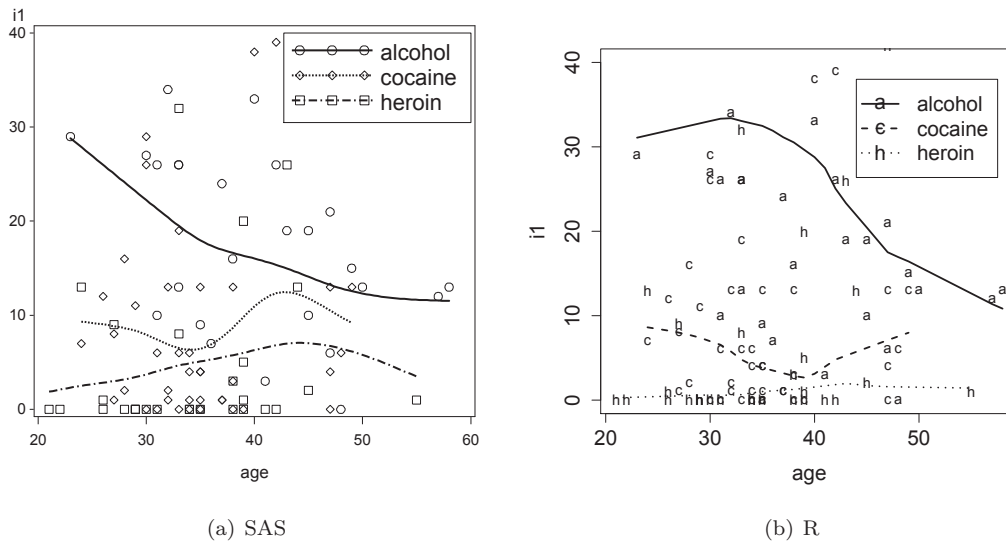 i1
40
30
20
10
0
20 30 40 50 60
age
alcohol
cocaine
heroin
(a) SAS
i1
40
30
20
10
0
20 30 40 50
age
a alcohol
c cocaine
h heroin
(b) R